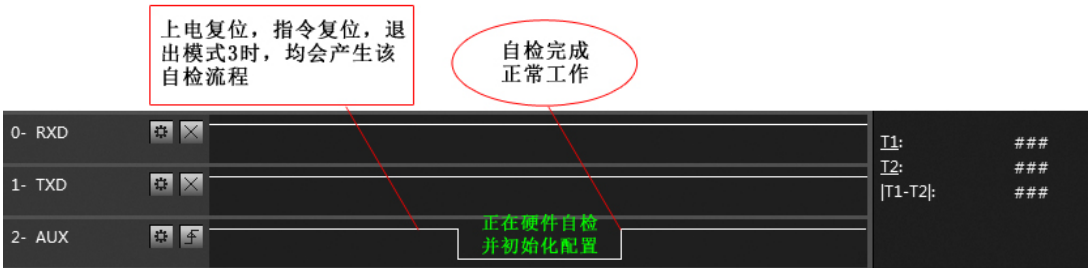 上电复位，指令复位，退
出模式3时，均会产生该
自检流程
自检完成
正常工作
0- RXD
T1: ###
T2: ###
1- TXD
|T1-T2|: ###
正在硬件自检
2- AUX
并初始化配置